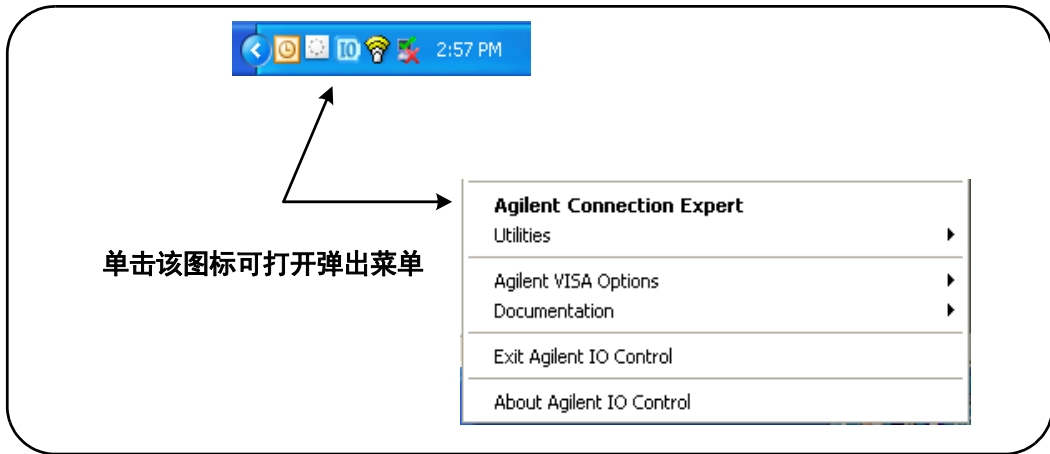 IO 2:57 PM
单击该图标可打开弹出菜单
Agilent Connection Expert
Utilities
Agilent VISA Options
Documentation
Exit Agilent IO Control
About Agilent IO Control